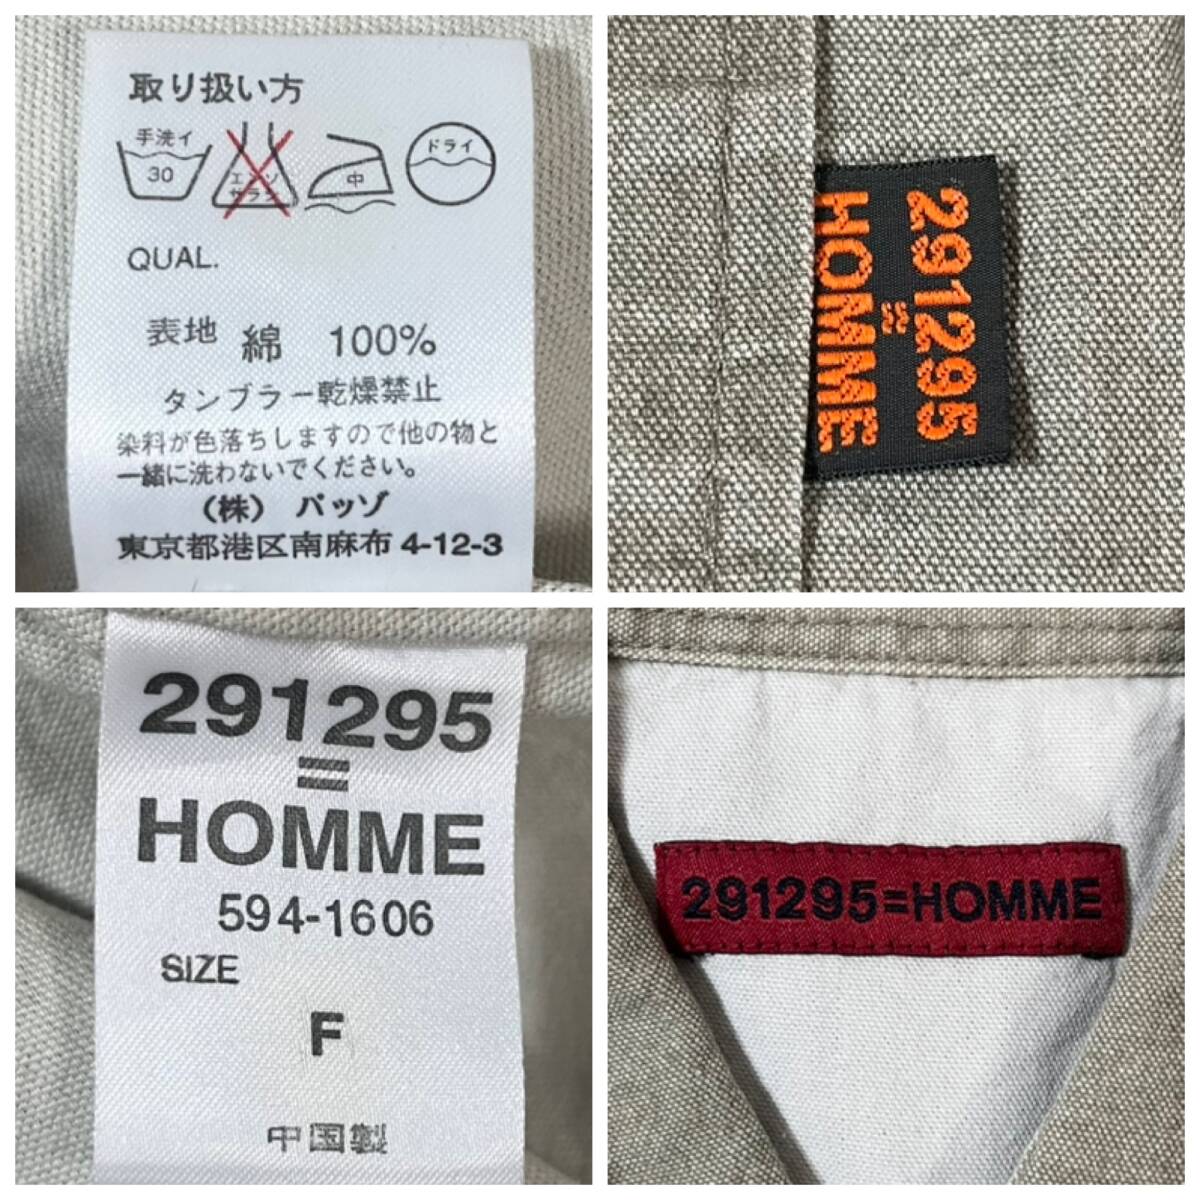 取り扱い方
手洗イ
30
エンソ
サラシ
中
ドライ
QUAL.
表地 綿 100%
タンブラー乾燥禁止
染料が色落ちしますので他の物と
一緒に洗わないでください。
（株） バッゾ
東京都港区南麻布 4-12-3
291295
=
HOMME
291295
=
HOMME
594-1606
SIZE
F
中国製
291295=HOMME